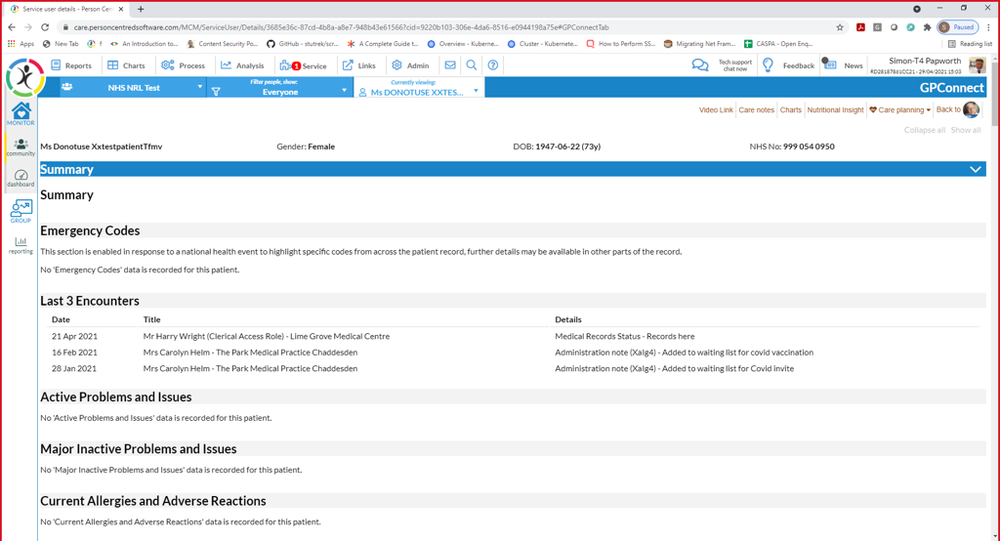 Service user details - Person Cen
care.personcentredsoftware.com/MCM/ServiceUser/Details/3685e36c-87cd-4b8a-a8e7-948b43e61566?cid=9220b103-306e-4da6-8516-e0944198a75e#GPConnectTab
Paused
Apps New Tab An Introduction to... Content Security Po... GitHub - stutrek/scr... A Complete Guide t... Overview - Kuberne... Cluster - Kubernete... How to Perform SS... Migrating Net Fram... CASPA - Open Enq... Reading list
Reports Charts Process Analysis 1 Service Links Admin
Tech support
chat now
Feedback News
Simon-T4 Papworth
RD28187861CC21 - 29/04/2021 15:03
NHS NRL Test
Filter people, show:
Everyone
Currently viewing:
Ms DONOTUSE XXTES...
GPConnect
MONITOR
community
dashboard
GROUP
reporting
Video Link Care notes Charts Nutritional Insight Care planning Back to
Collapse all Show all
Ms Donotuse XxtestpatientTfmv Gender: Female DOB: 1947-06-22 (73y) NHS No: 999 054 0950
Summary
Summary
Emergency Codes
This section is enabled in response to a national health event to highlight specific codes from across the patient record, further details may be available in other parts of the record.
No 'Emergency Codes' data is recorded for this patient.
Last 3 Encounters
Date Title Details
21 Apr 2021 Mr Harry Wright (Clerical Access Role) - Lime Grove Medical Centre Medical Records Status - Records here
16 Feb 2021 Mrs Carolyn Helm - The Park Medical Practice Chaddesden Administration note (XaIg4) - Added to waiting list for covid vaccination
28 Jan 2021 Mrs Carolyn Helm - The Park Medical Practice Chaddesden Administration note (XaIg4) - Added to waiting list for Covid invite
Active Problems and Issues
No 'Active Problems and Issues' data is recorded for this patient.
Major Inactive Problems and Issues
No 'Major Inactive Problems and Issues' data is recorded for this patient.
Current Allergies and Adverse Reactions
No 'Current Allergies and Adverse Reactions' data is recorded for this patient.